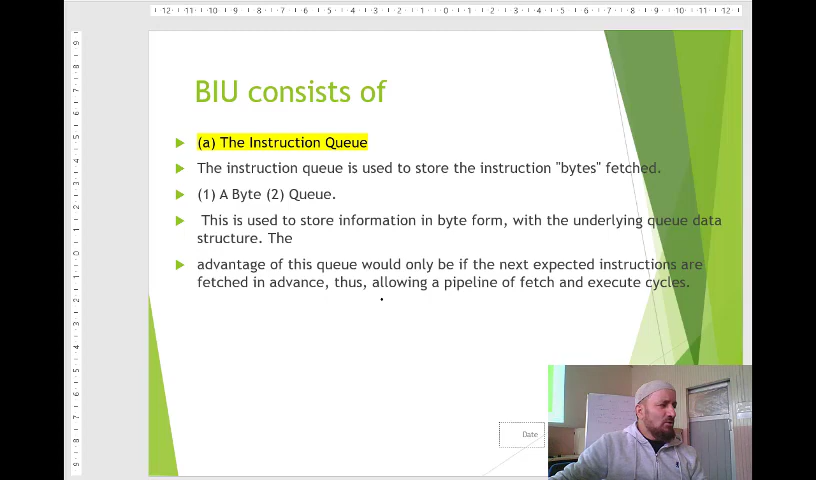 BIU consists of
(a) The Instruction Queue
The instruction queue is used to store the instruction "bytes" fetched.
(1) A Byte (2) Queue.
This is used to store information in byte form, with the underlying queue data
structure. The
advantage of this queue would only be if the next expected instructions are
fetched in advance, thus, allowing a pipeline of fetch and execute cycles.
Date